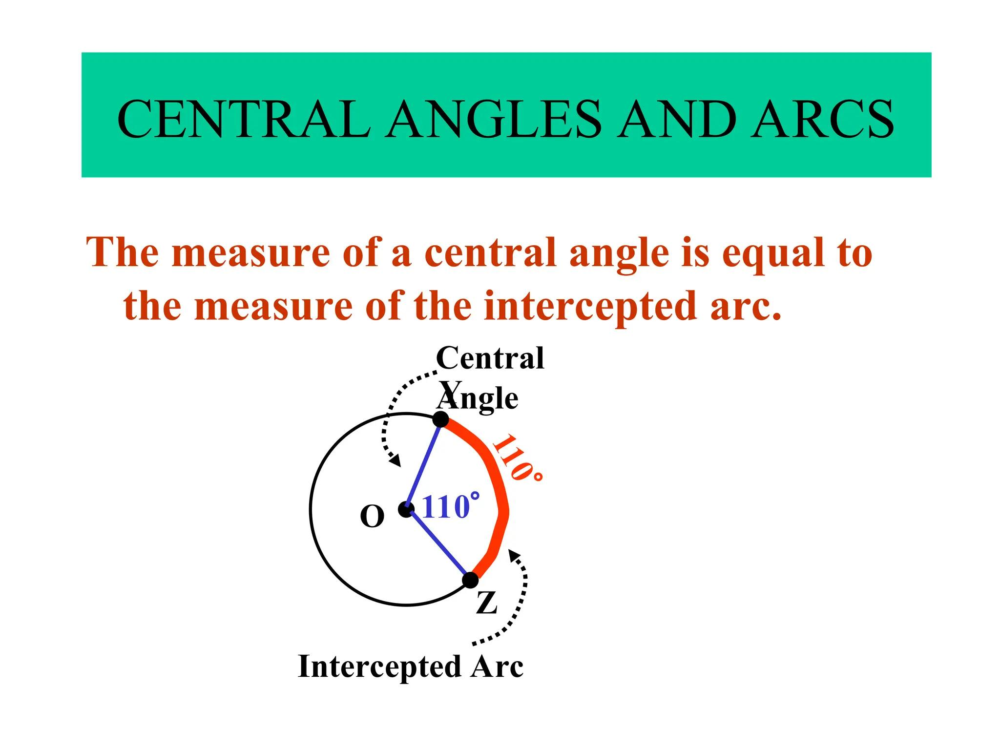 CENTRAL ANGLES AND ARCS
The measure of a central angle is equal to
the measure of the intercepted arc.
Central
Angle
Y
110°
110°
O
Z
Intercepted Arc